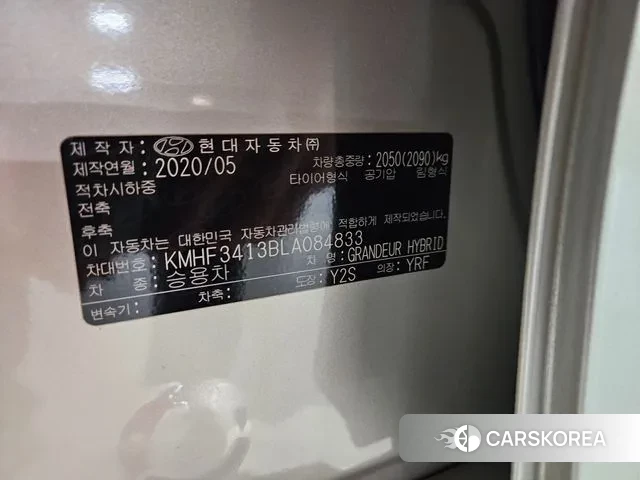 제 작 자 : 현대자동차㈜
제작연월 : 2020/05 차량총중량 : 2050(2090)kg
적차시하중 타이어형식 공기압 림형식
전축
후축
이 자동차는 대한민국 자동차관리법령에 적합하게 제작되었습니다.
차대번호 : KMHF3413BLA084833
차 종 : 승용차 차 명 : GRANDEUR HYBRID
변속기 : 차축 : 도장 : Y2S 의장 : YRF
CARSKOREA